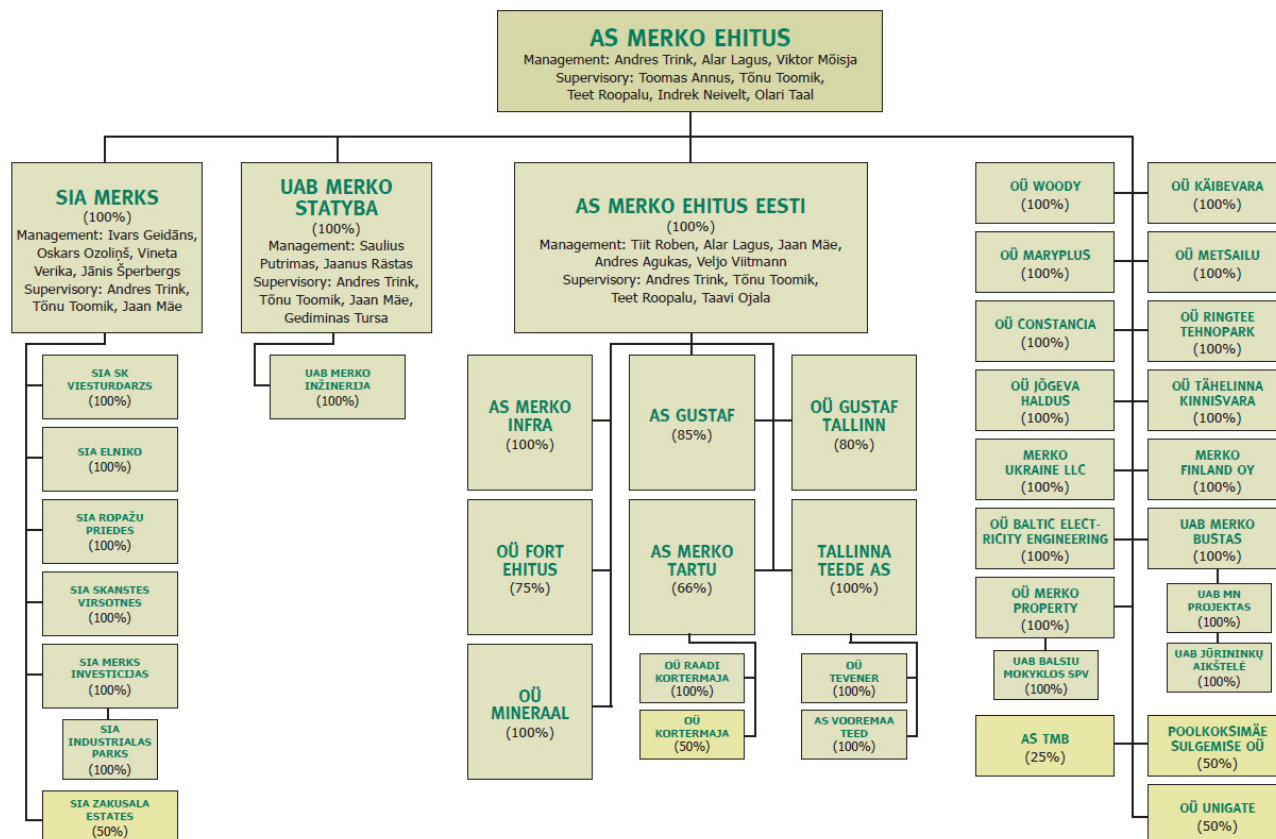 AS MERKO EHITUS
Management: Andres Trink, Alar Lagus, Viktor Mõisja
Supervisory: Toomas Annus, Tõnu Toomik,
Teet Roopalu, Indrek Neivelt, Olari Taal
SIA MERKS
(100%)
Management: Ivars Geidāns,
Oskars Ozoliņš, Vineta
Verika, Jānis Šperbergs
Supervisory: Andres Trink,
Tõnu Toomik, Jaan Mäe
UAB MERKO
STATYBA
(100%)
Management: Saulius
Putrimas, Jaanus Rästas
Supervisory: Andres Trink,
Tõnu Toomik, Jaan Mäe,
Gediminas Tursa
AS MERKO EHITUS EESTI
(100%)
Management: Tiit Roben, Alar Lagus, Jaan Mäe,
Andres Agukas, Veljo Viitmann
Supervisory: Andres Trink, Tõnu Toomik,
Teet Roopalu, Taavi Ojala
SIA SK
VIESTURDARZS
(100%)
SIA ELNIKO
(100%)
SIA ROPAŽU
PRIEDES
(100%)
SIA SKANSTES
VIRSOTNES
(100%)
SIA MERKS
INVESTICIJAS
(100%)
SIA
INDUSTRIALAS
PARKS
(100%)
SIA ZAKUSALA
ESTATES
(50%)
UAB MERKO
INŽINERIJA
(100%)
AS MERKO
INFRA
(100%)
AS GUSTAF
(85%)
OÜ GUSTAF
TALLINN
(80%)
OÜ FORT
EHITUS
(75%)
AS MERKO
TARTU
(66%)
TALLINNA
TEEDE AS
(100%)
OÜ
MINERAAL
(100%)
OÜ RAADI
KORTERMAJA
(100%)
OÜ
KORTERMAJA
(50%)
OÜ
TEVENER
(100%)
AS VOOREMAA
TEED
(100%)
OÜ WOODY
(100%)
OÜ KÄIBEVARA
(100%)
OÜ MARYPLUS
(100%)
OÜ METSAILU
(100%)
OÜ CONSTANCIA
(100%)
OÜ RINGTEE
TEHNOPARK
(100%)
OÜ JÕGEVA
HALDUS
(100%)
OÜ TÄHELINNA
KINNISVARA
(100%)
MERKO
UKRAINE LLC
(100%)
MERKO
FINLAND OY
(100%)
OÜ BALTIC ELECT-
RICITY ENGINEERING
(100%)
UAB MERKO
BUSTAS
(100%)
OÜ MERKO
PROPERTY
(100%)
UAB MN
PROJEKTAS
(100%)
UAB BALSIU
MOKYKLOS SPV
(100%)
UAB JŪRININKŲ
AIKŠTELĖ
(100%)
AS TMB
(25%)
POOLKOKSIMÄE
SULGEMISE OÜ
(50%)
OÜ UNIGATE
(50%)